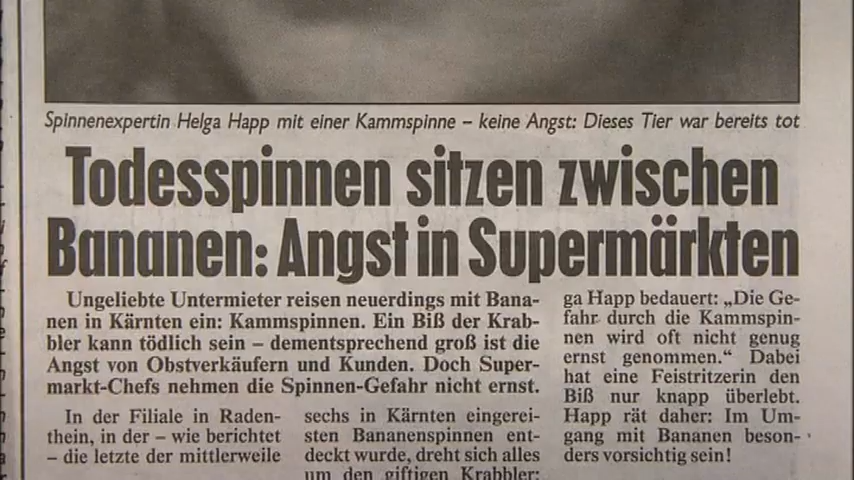 Spinnenexpertin Helga Happ mit einer Kammspinne – keine Angst: Dieses Tier war bereits tot
Todesspinnen sitzen zwischen
Bananen: Angst in Supermärkten
Ungeliebte Untermieter reisen neuerdings mit Bana-
nen in Kärnten ein: Kammspinnen. Ein Biß der Krab-
bler kann tödlich sein – dementsprechend groß ist die
Angst von Obstverkäufern und Kunden. Doch Super-
markt-Chefs nehmen die Spinnen-Gefahr nicht ernst.
In der Filiale in Raden-
thein, in der – wie berichtet
– die letzte der mittlerweile
sechs in Kärnten eingerei-
sten Bananenspinnen ent-
deckt wurde, dreht sich alles
um den giftigen Krabbler:
ga Happ bedauert: „Die Ge-
fahr durch die Kammspin-
nen wird oft nicht genug
ernst genommen.“ Dabei
hat eine Feistritzerin den
Biß nur knapp überlebt.
Happ rät daher: Im Um-
gang mit Bananen beson-
ders vorsichtig sein!